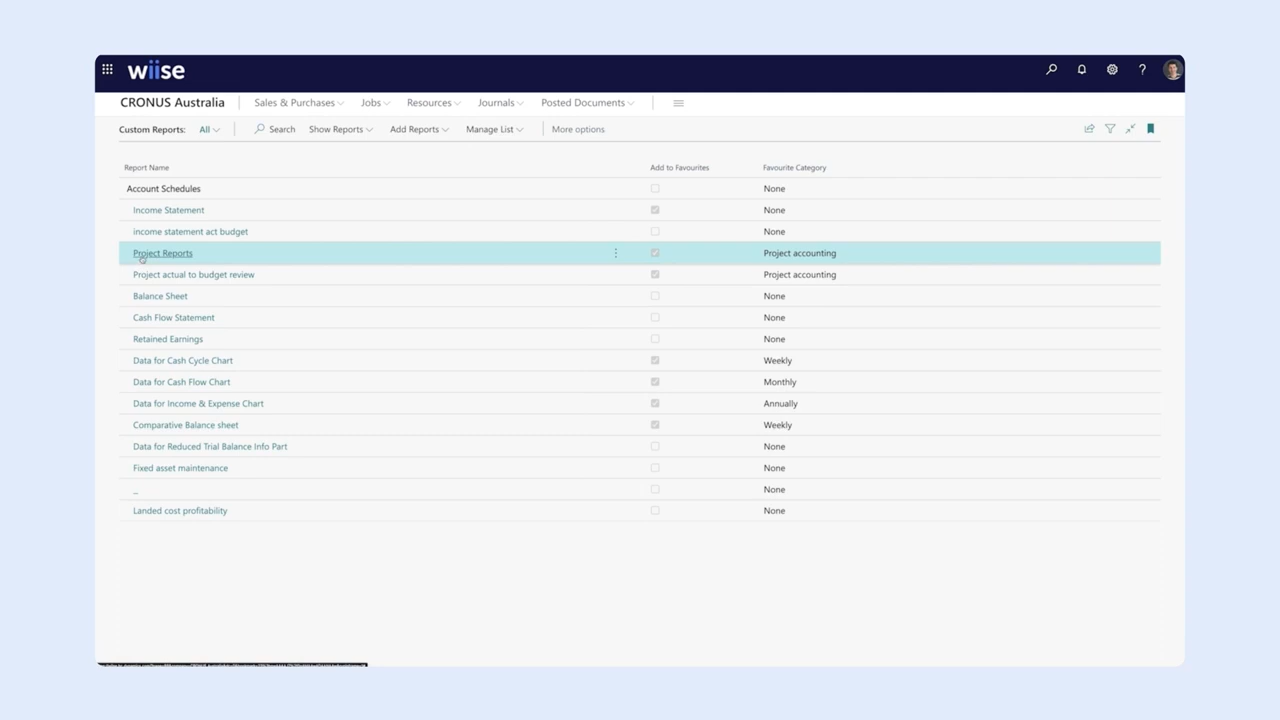 wiise
CRONUS Australia Sales & Purchases Jobs Resources Journals Posted Documents
Custom Reports: All Search Show Reports Add Reports Manage List More options
Report Name Add to Favourites Favourite Category
Account Schedules None
Income Statement None
income statement act budget None
Project Reports Project accounting
Project actual to budget review Project accounting
Balance Sheet None
Cash Flow Statement None
Retained Earnings None
Data for Cash Cycle Chart Weekly
Data for Cash Flow Chart Monthly
Data for Income & Expense Chart Annually
Comparative Balance sheet Weekly
Data for Reduced Trial Balance Info Part None
Fixed asset maintenance None
_ None
Landed cost profitability None